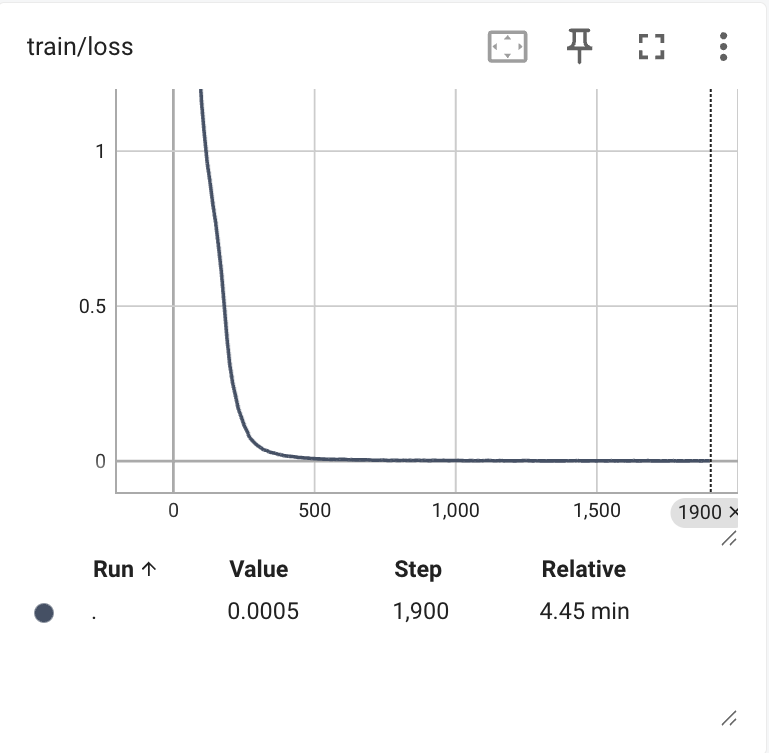 train/loss
1
0.5
0
0 500 1,000 1,500 1900 ×
Run ↑ Value Step Relative
. 0.0005 1,900 4.45 min